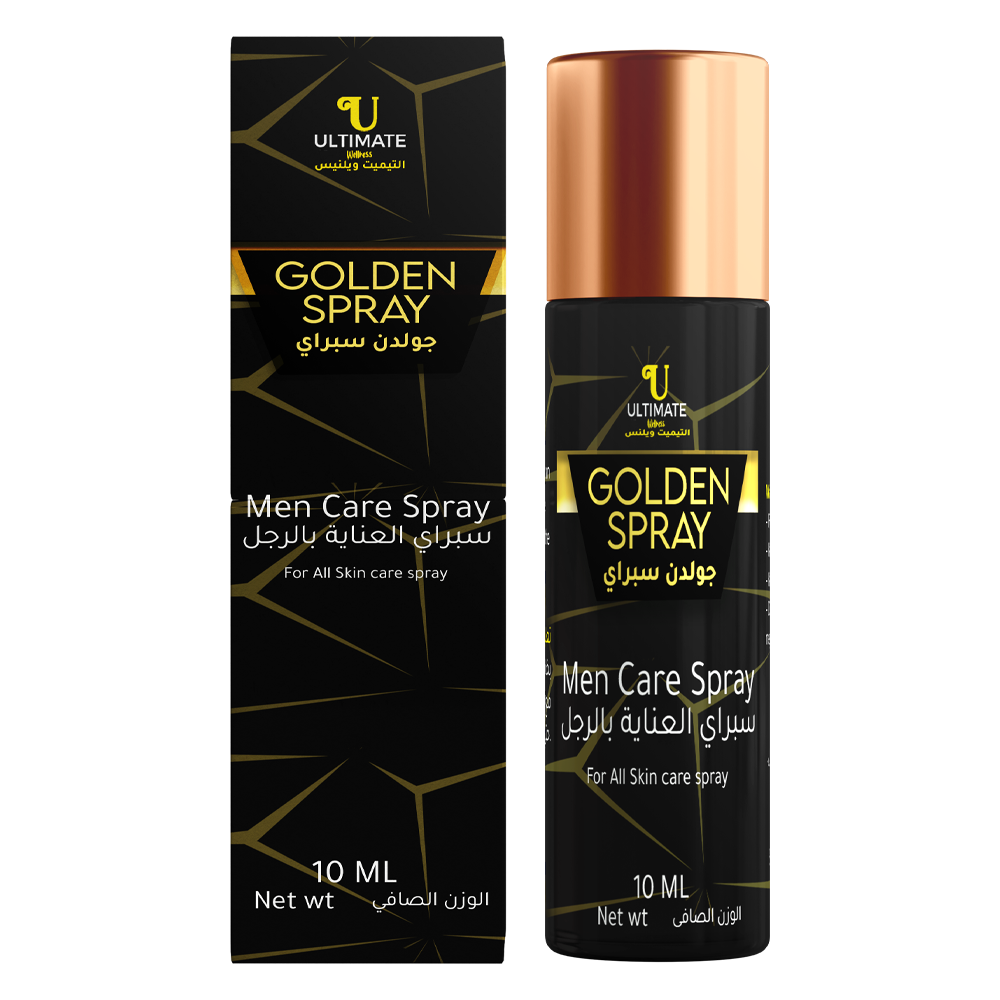 U
ULTIMATE
Wellness
التيميت ويلنيس
GOLDEN
SPRAY
جولدن سبراي
Men Care Spray
سبراي العناية بالرجل
For All Skin care spray
10 ML
Net wt الوزن الصافي
U
ULTIMATE
Wellness
التيميت ويلنس
GOLDEN
SPRAY
جولدن سبراي
Men Care Spray
سبراي العناية بالرجل
For All Skin care spray
10 ML
Net wt الوزن الصافي